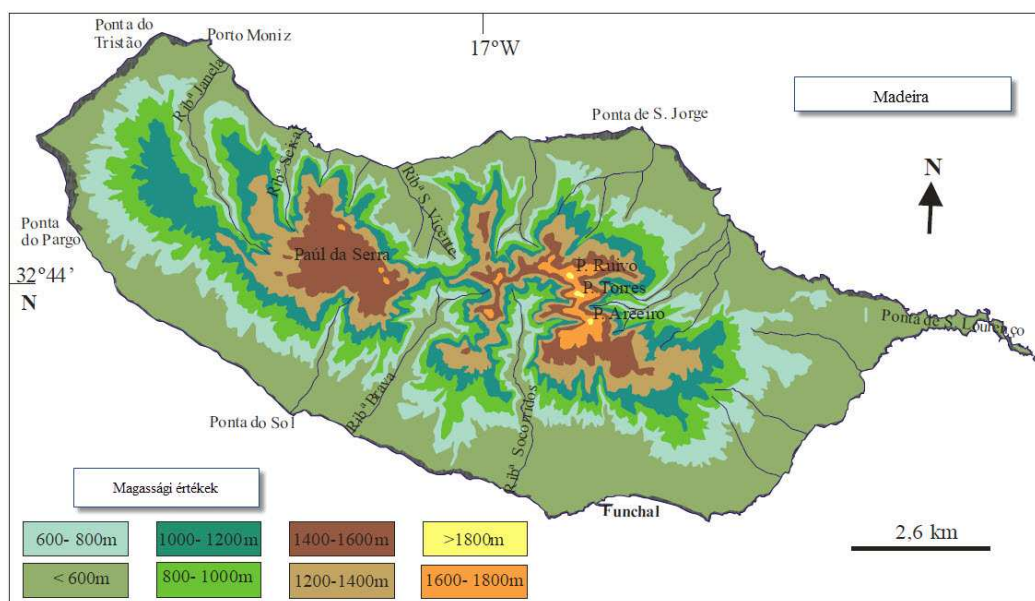 Ponta do
Tristão
Porto Moniz
17°W
Madeira
Ribª Janela
Ribª Seixal
Ribª S. Vicente
Ponta de S. Jorge
N
Ponta
do Pargo
Paúl da Serra
P. Ruivo
32°44’
N
P. Torres
P. Areeiro
Ponta de S. Lourenço
Ponta do Sol
Ribª Brava
Ribª Socorridos
Magassági értékek
Funchal
600- 800m
1000- 1200m
1400-1600m
>1800m
2,6 km
< 600m
800- 1000m
1200-1400m
1600- 1800m